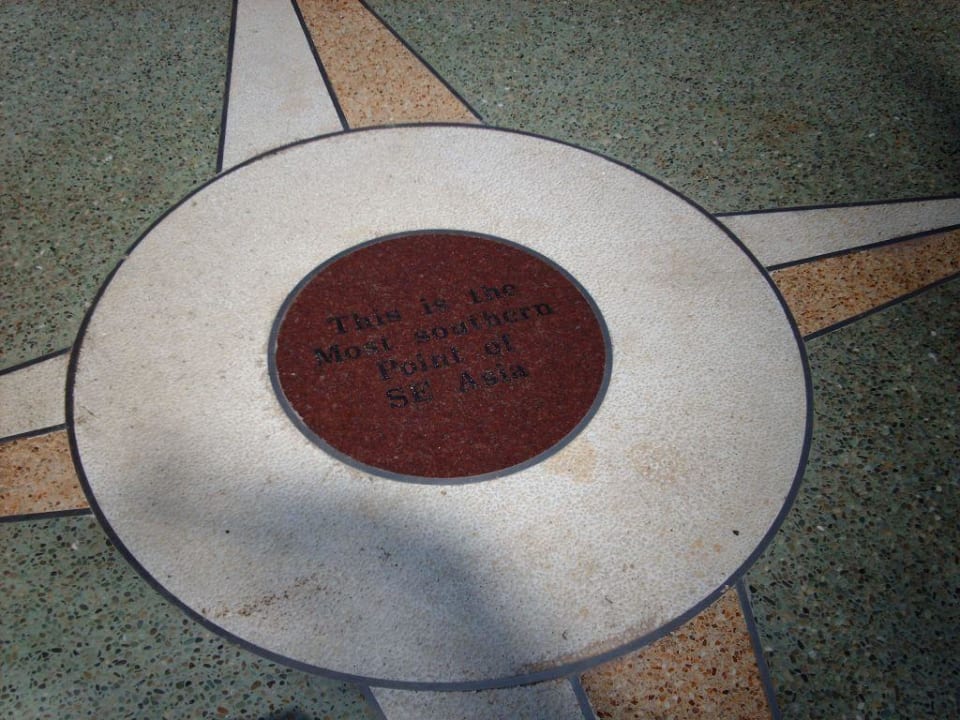 This is the
Most southern
Point of
SE Asia